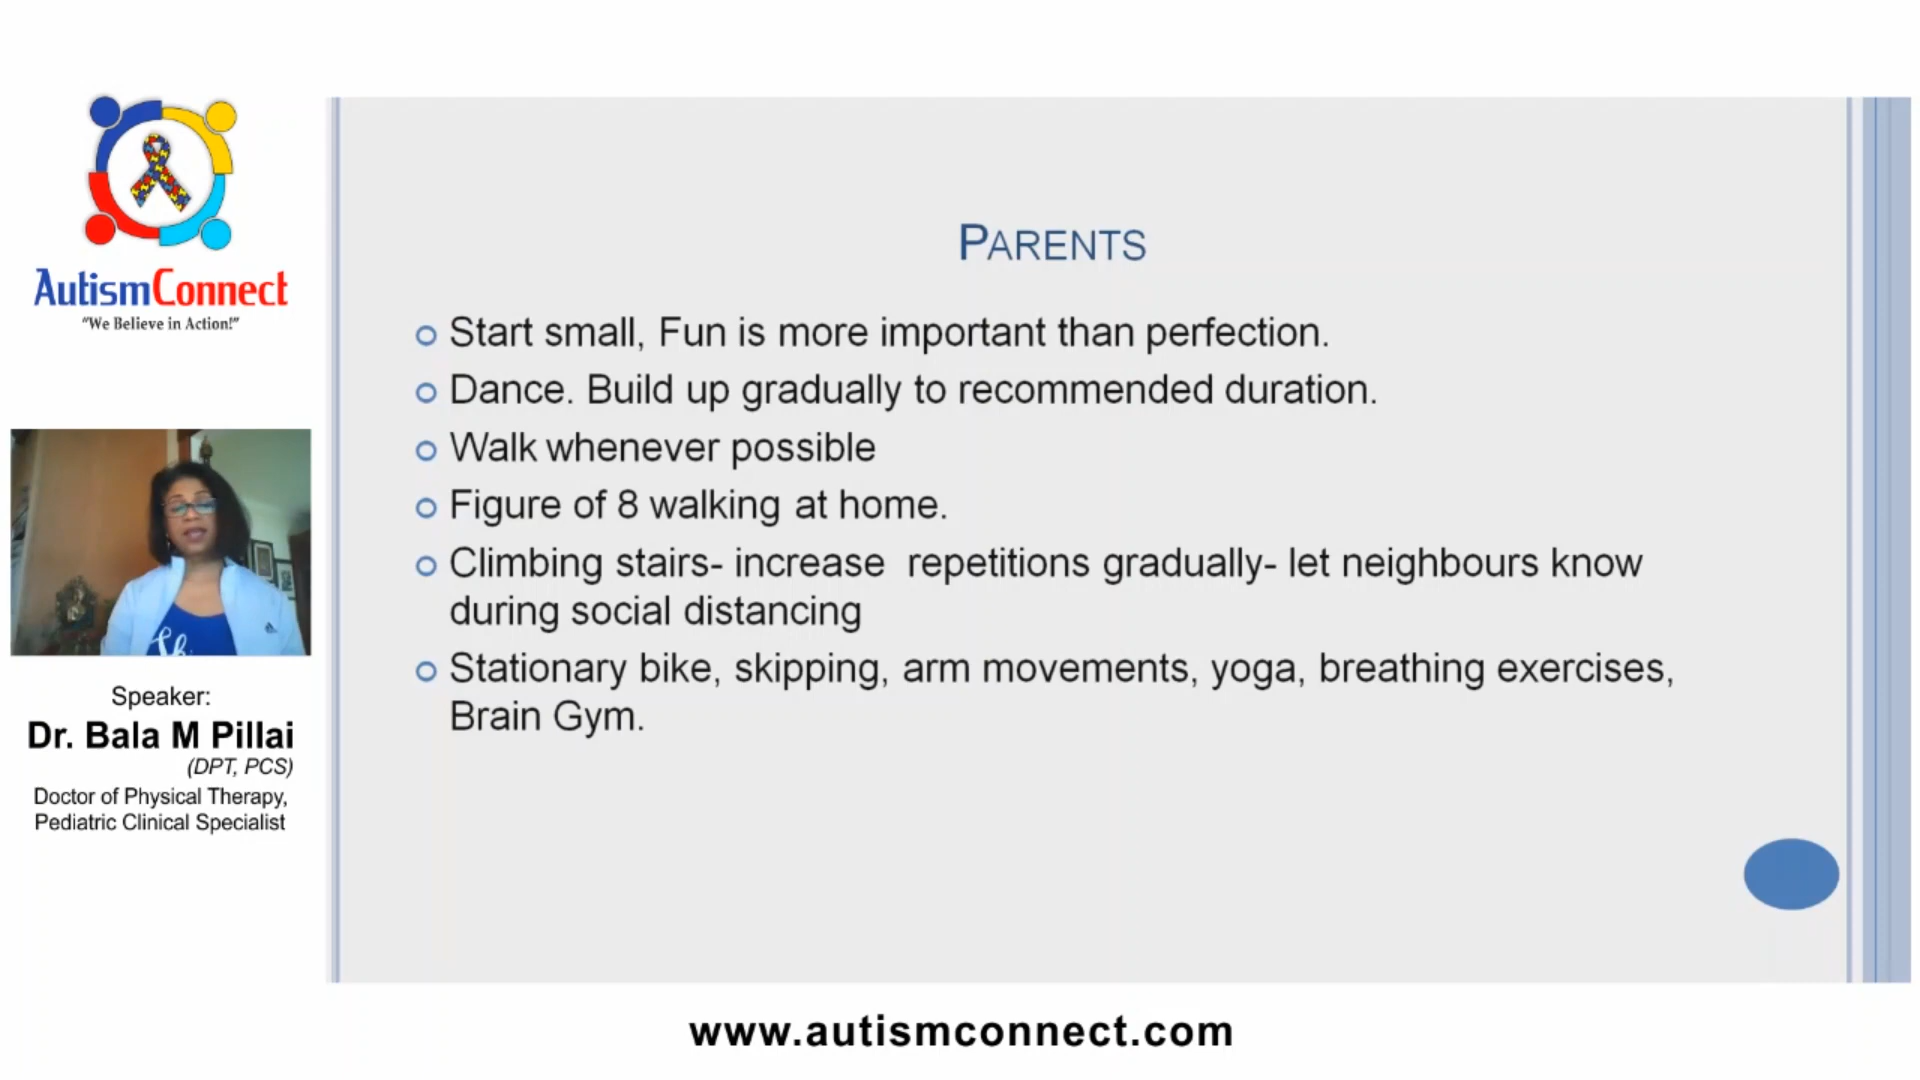 AutismConnect
"We Believe in Action!"
Speaker:
Dr. Bala M Pillai
(DPT, PCS)
Doctor of Physical Therapy,
Pediatric Clinical Specialist
PARENTS
Start small, Fun is more important than perfection.
Dance. Build up gradually to recommended duration.
Walk whenever possible
Figure of 8 walking at home.
Climbing stairs- increase repetitions gradually- let neighbours know
during social distancing
Stationary bike, skipping, arm movements, yoga, breathing exercises,
Brain Gym.
www.autismconnect.com